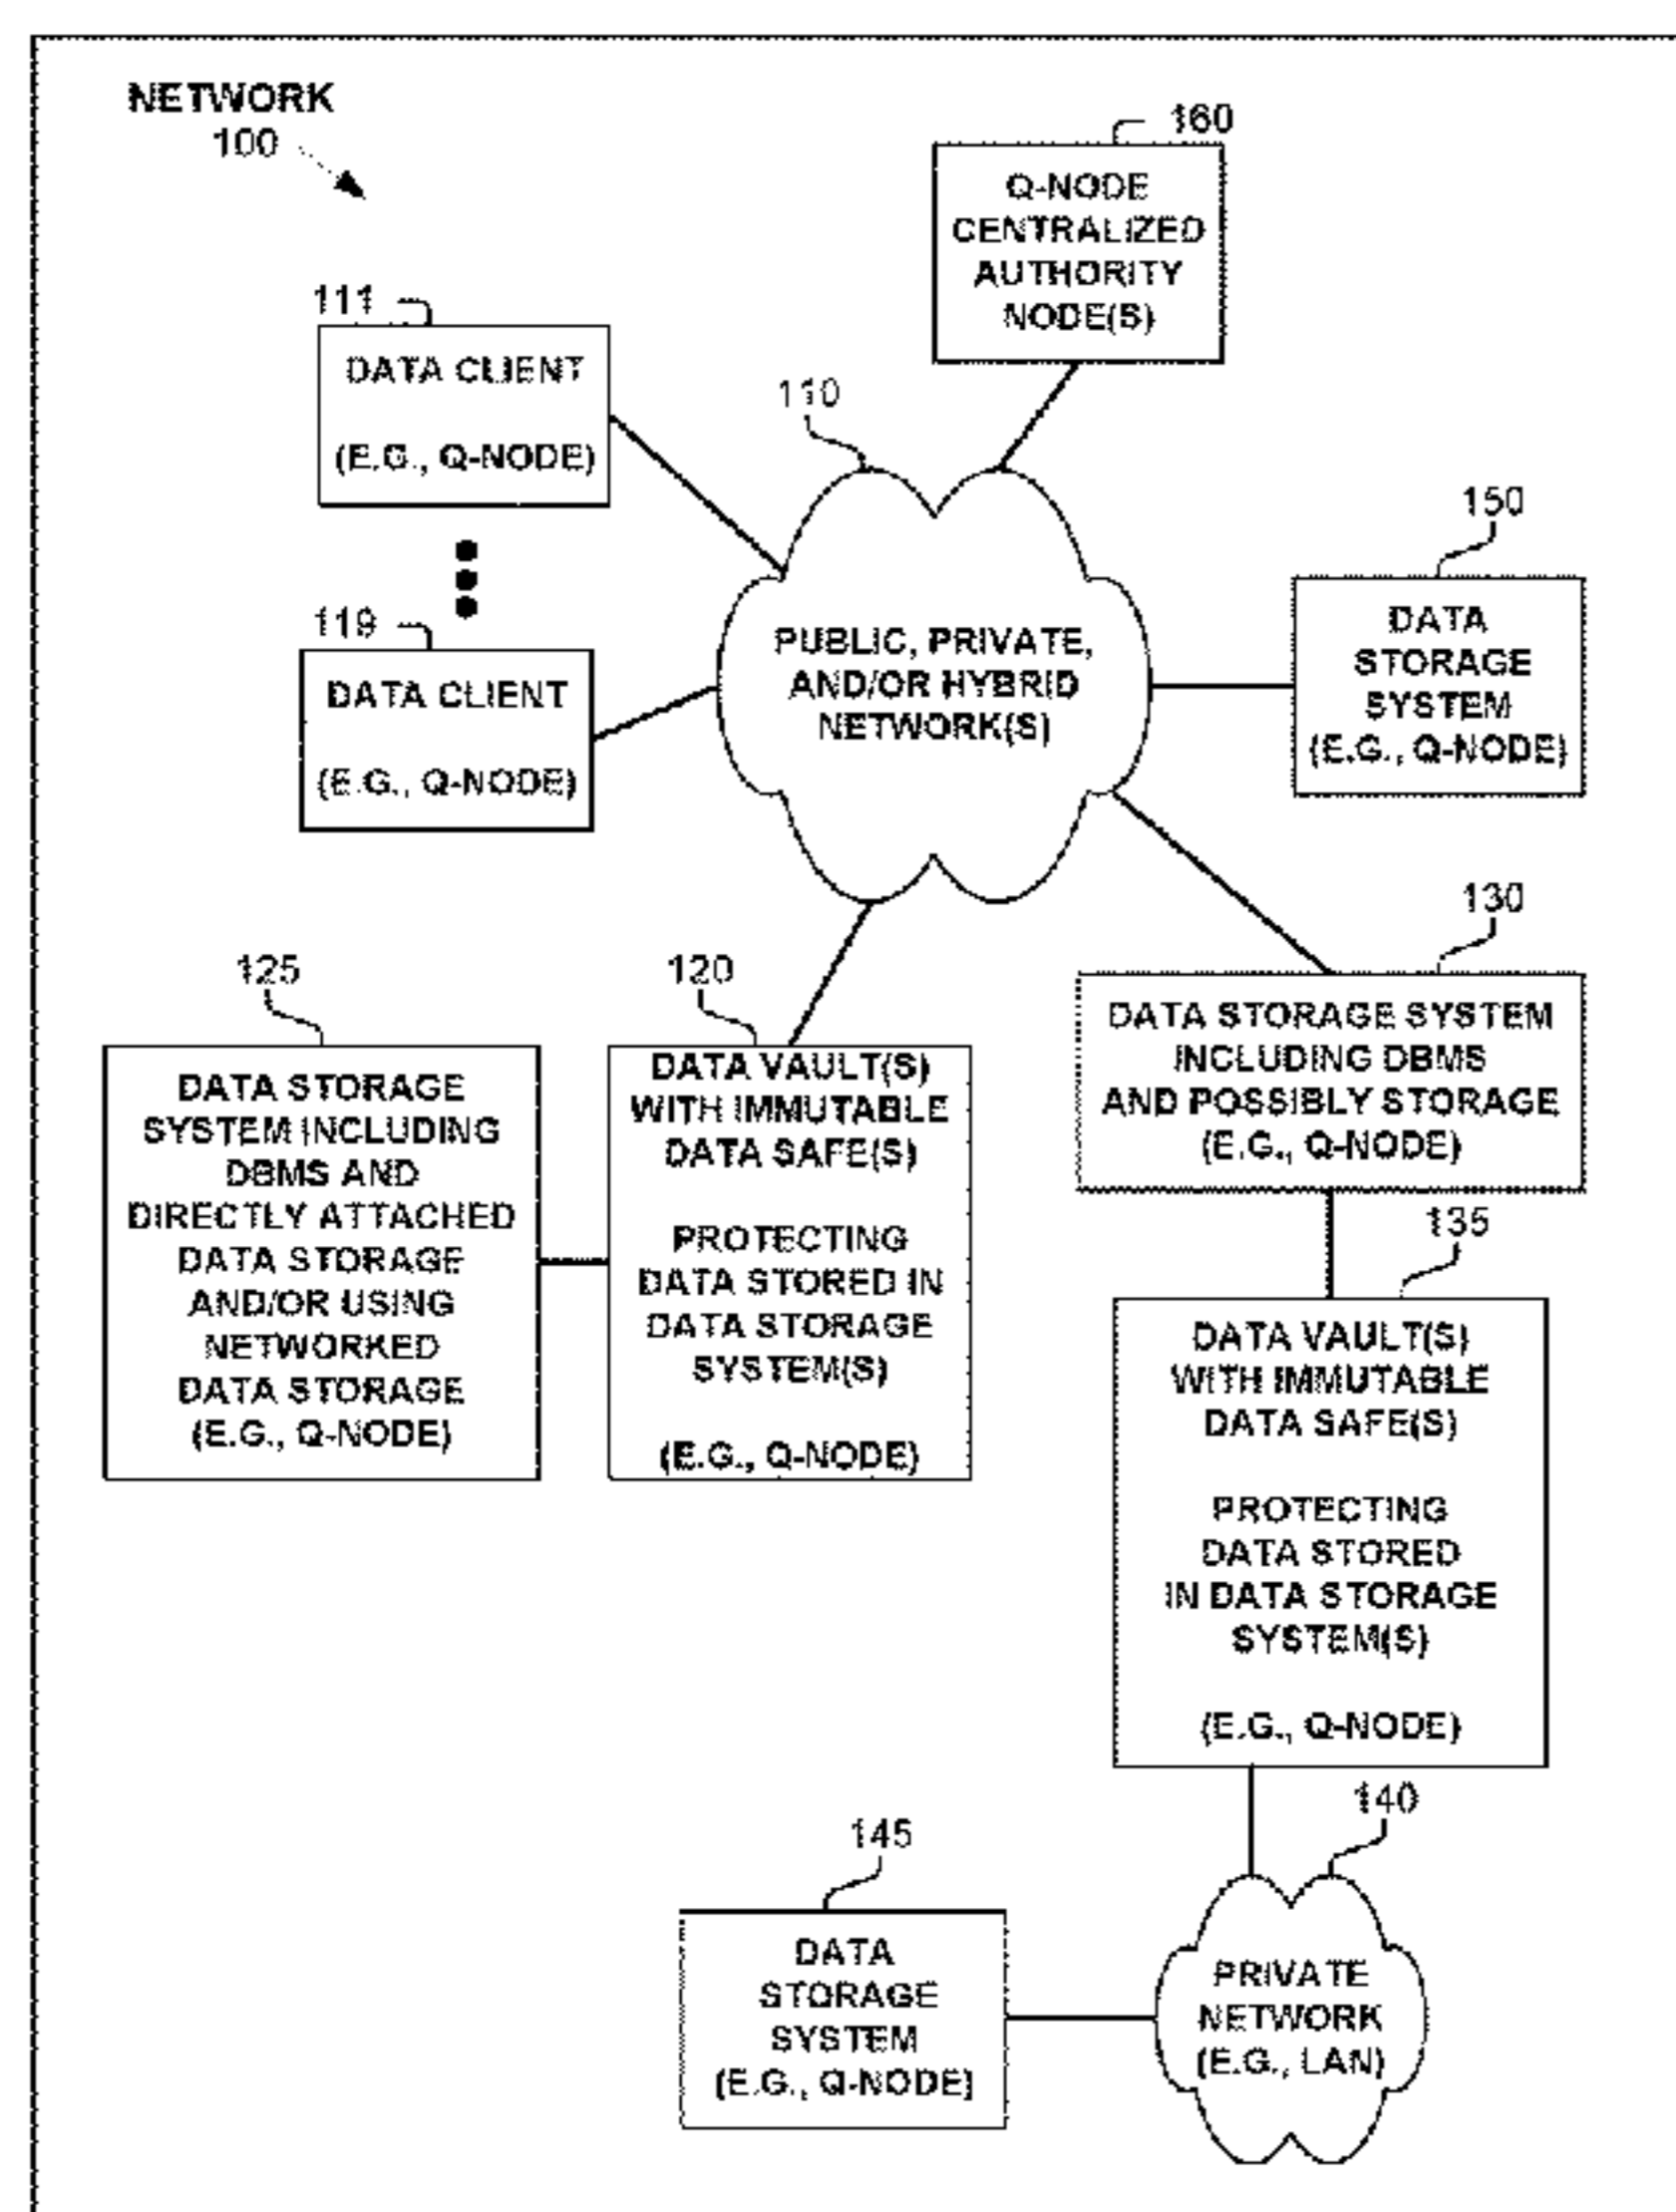 NETWORK
100
160
Q-NODE
CENTRALIZED
AUTHORITY
NODE(S)
111
DATA CLIENT
(E.G., Q-NODE)
110
119
DATA CLIENT
(E.G., Q-NODE)
PUBLIC, PRIVATE,
AND/OR HYBRID
NETWORK(S)
150
DATA
STORAGE
SYSTEM
(E.G., Q-NODE)
125
DATA STORAGE
SYSTEM INCLUDING
DBMS AND
DIRECTLY ATTACHED
DATA STORAGE
AND/OR USING
NETWORKED
DATA STORAGE
(E.G., Q-NODE)
120
DATA VAULT(S)
WITH IMMUTABLE
DATA SAFE(S)
PROTECTING
DATA STORED IN
DATA STORAGE
SYSTEM(S)
(E.G., Q-NODE)
130
DATA STORAGE SYSTEM
INCLUDING DBMS
AND POSSIBLY STORAGE
(E.G., Q-NODE)
135
DATA VAULT(S)
WITH IMMUTABLE
DATA SAFE(S)
PROTECTING
DATA STORED
IN DATA STORAGE
SYSTEM(S)
(E.G., Q-NODE)
145
DATA
STORAGE
SYSTEM
(E.G., Q-NODE)
140
PRIVATE
NETWORK
(E.G., LAN)